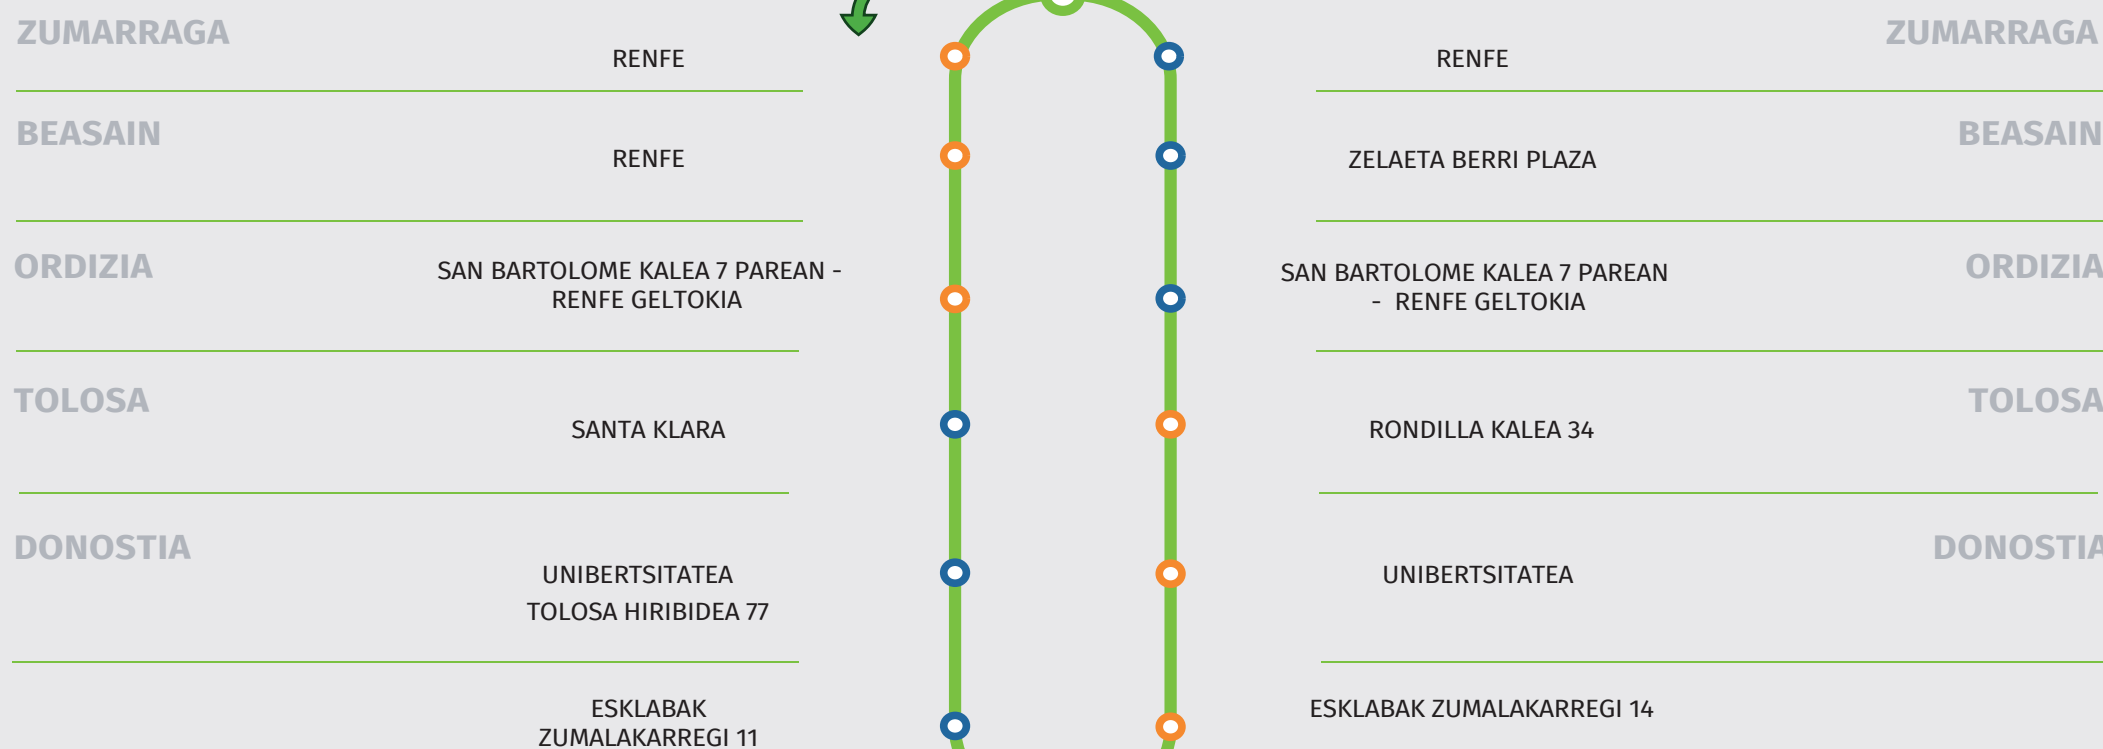 ZUMARRAGA
RENFE
RENFE
ZUMARRAGA
BEASAIN
RENFE
ZELAETA BERRI PLAZA
BEASAIN
ORDIZIA
SAN BARTOLOME KALEA 7 PAREAN -
RENFE GELTOKIA
SAN BARTOLOME KALEA 7 PAREAN
- RENFE GELTOKIA
ORDIZIA
TOLOSA
SANTA KLARA
RONDILLA KALEA 34
TOLOSA
DONOSTIA
UNIBERTSITATEA
TOLOSA HIRIBIDEA 77
UNIBERTSITATEA
DONOSTIA
ESKLABAK
ZUMALAKARREGI 11
ESKLABAK ZUMALAKARREGI 14